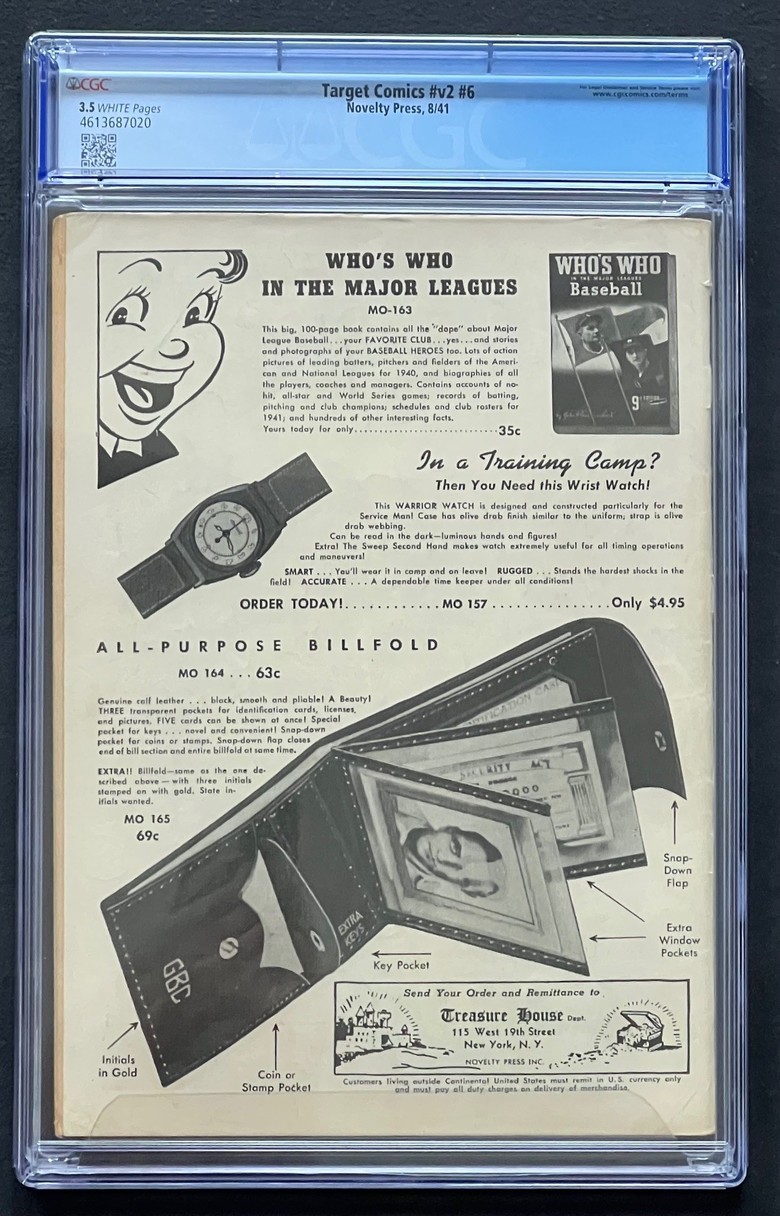 CGC
Target Comics #v2 #6
Novelty Press, 8/41
3.5 WHITE Pages
4613687020
www.cgccomics.com/terms
CGC
WHO'S WHO
IN THE MAJOR LEAGUES
MO-163
This big, 100-page book contains all the "dope" about Major
League Baseball...your FAVORITE CLUB...yes...and stories
and photographs of your BASEBALL HEROES too. Lots of action
pictures of leading batters, pitchers and fielders of the Ameri-
can and National Leagues for 1940, and biographies of all
the players, coaches and managers. Contains accounts of no-
hit, all-star and World Series games; records of batting,
pitching and club champions; schedules and club rosters for
1941; and hundreds of other interesting facts.
Yours today for only............................35c
WHO'S WHO
IN THE MAJOR LEAGUES
Baseball
9
In a Training Camp?
Then You Need this Wrist Watch!
This WARRIOR WATCH is designed and constructed particularly for the
Service Man! Case has olive drab finish similar to the uniform; strap is olive
drab webbing.
Can be read in the dark—luminous hands and figures!
Extra! The Sweep Second Hand makes watch extremely useful for all timing operations
and maneuvers!
SMART . . . You'll wear it in camp and on leave! RUGGED . . . Stands the hardest shocks in the
field! ACCURATE . . . A dependable time keeper under all conditions!
ORDER TODAY!. . . . . . . . . . . MO 157 . . . . . . . . . . . . . .Only $4.95
ALL-PURPOSE BILLFOLD
MO 164 . . . 63c
Genuine calf leather . . . black, smooth and pliable! A Beauty!
THREE transparent pockets for identification cards, licenses,
and pictures. FIVE cards can be shown at once! Special
pocket for keys . . . novel and convenient! Snap-down
pocket for coins or stamps. Snap-down flap closes
end of bill section and entire billfold at same time.
EXTRA!! Billfold—same as the one de-
scribed above—with three initials
stamped on with gold. State in-
itials wanted.
MO 165
69c
IDENTIFICATION CARD
SECURITY ACT
EXTRA
KEYS
GBC
Snap-
Down
Flap
Extra
Window
Pockets
Key Pocket
Initials
in Gold
Coin or
Stamp Pocket
Send Your Order and Remittance to
Treasure House Dept.
115 West 19th Street
New York, N. Y.
NOVELTY PRESS INC.
Customers living outside Continental United States must remit in U.S. currency only
and must pay all duty charges on delivery of merchandise.